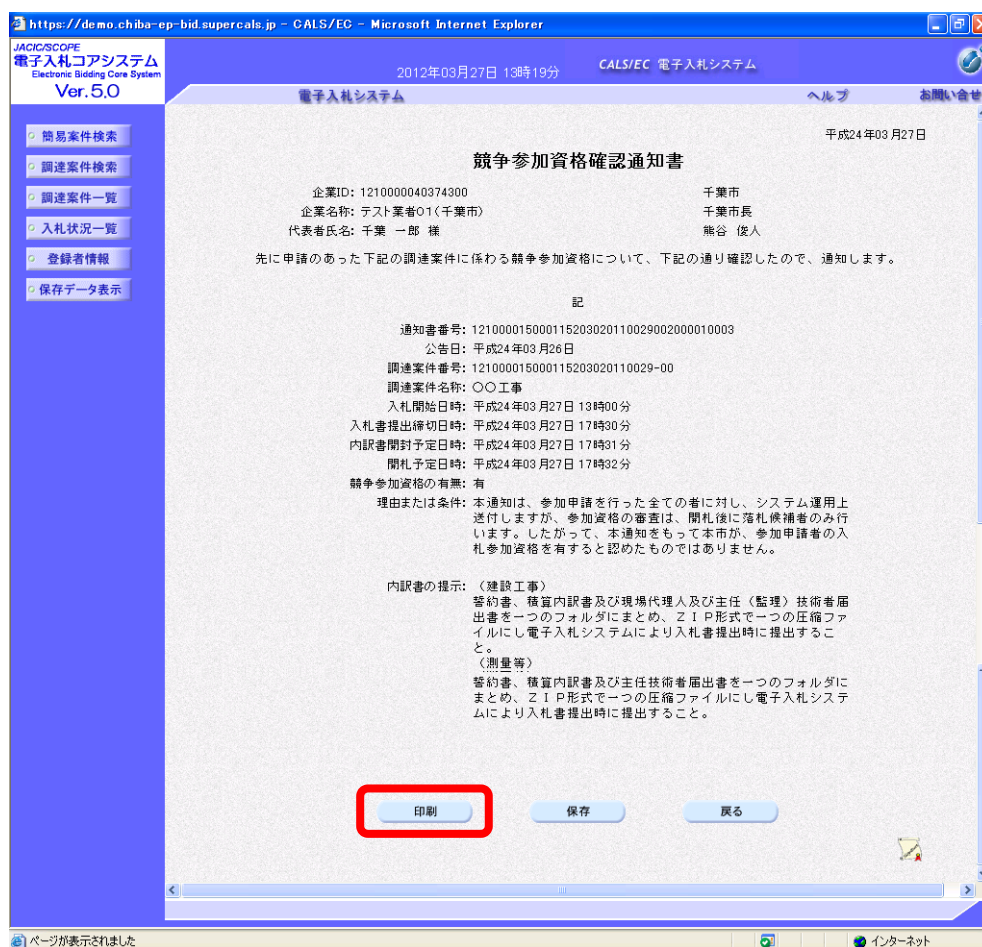 https://demo.chiba-ep-bid.supercals.jp - CALS/EC - Microsoft Internet Explorer
JACIC/SCOPE
電子入札コアシステム
Electronic Bidding Core System
Ver.5.0
2012年03月27日 13時19分
CALS/EC 電子入札システム
電子入札システム
ヘルプ
お問い合せ
簡易案件検索
調達案件検索
調達案件一覧
入札状況一覧
登録者情報
保存データ表示
平成24年03月27日
競争参加資格確認通知書
企業ID: 1210000040374300
千葉市
企業名称: テスト業者01(千葉市)
千葉市長
代表者氏名: 千葉 一郎 様
熊谷 俊人
先に申請のあった下記の調達案件に係わる競争参加資格について、下記の通り確認したので、通知します。
記
通知書番号: 12100001500011520302011002900200​0010003
公告日: 平成24年03月26日
調達案件番号: 121000015000115203020110029-00
調達案件名称: 〇〇工事
入札開始日時: 平成24年03月27日 13時00分
入札書提出締切日時: 平成24年03月27日 17時30分
内訳書開封予定日時: 平成24年03月27日 17時31分
開札予定日時: 平成24年03月27日 17時32分
競争参加資格の有無: 有
理由または条件: 本通知は、参加申請を行った全ての者に対し、システム運用上
送付しますが、参加資格の審査は、開札後に落札候補者のみ行
います。したがって、本通知をもって本市が、参加申請者の入
札参加資格を有すると認めたものではありません。
内訳書の提示: (建設工事)
誓約書、積算内訳書及び現場代理人及び主任(監理)技術者届
出書を一つのフォルダにまとめ、ZIP形式で一つの圧縮ファ
イルにし電子入札システムにより入札書提出時に提出するこ
と。
(測量等)
誓約書、積算内訳書及び主任技術者届出書を一つのフォルダに
まとめ、ZIP形式で一つの圧縮ファイルにし電子入札システ
ムにより入札書提出時に提出すること。
印刷
保存
戻る
ページが表示されました
インターネット